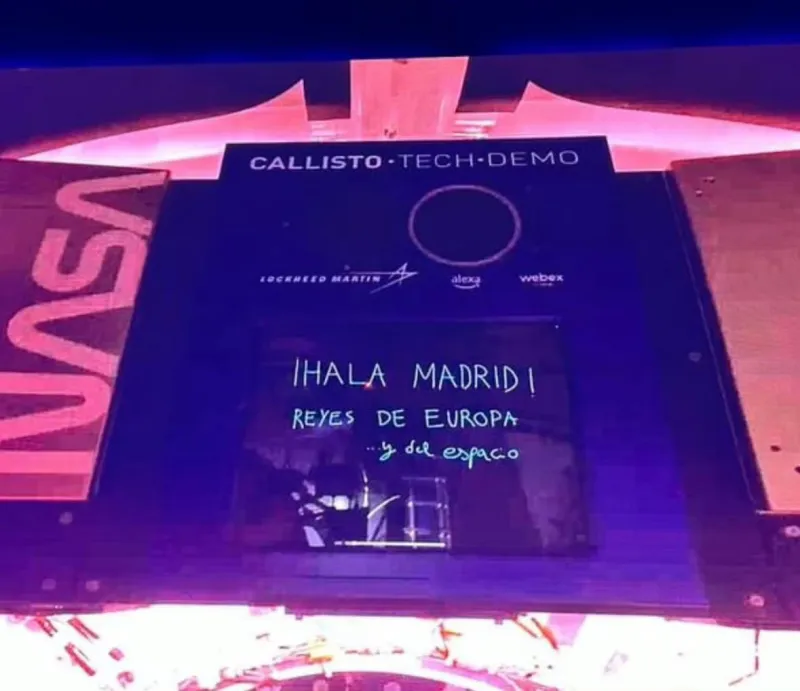 CALLISTO · TECH · DEMO
NASA
LOCKHEED MARTIN
alexa
webex
¡HALA MADRID!
REYES DE EUROPA
...y del espacio